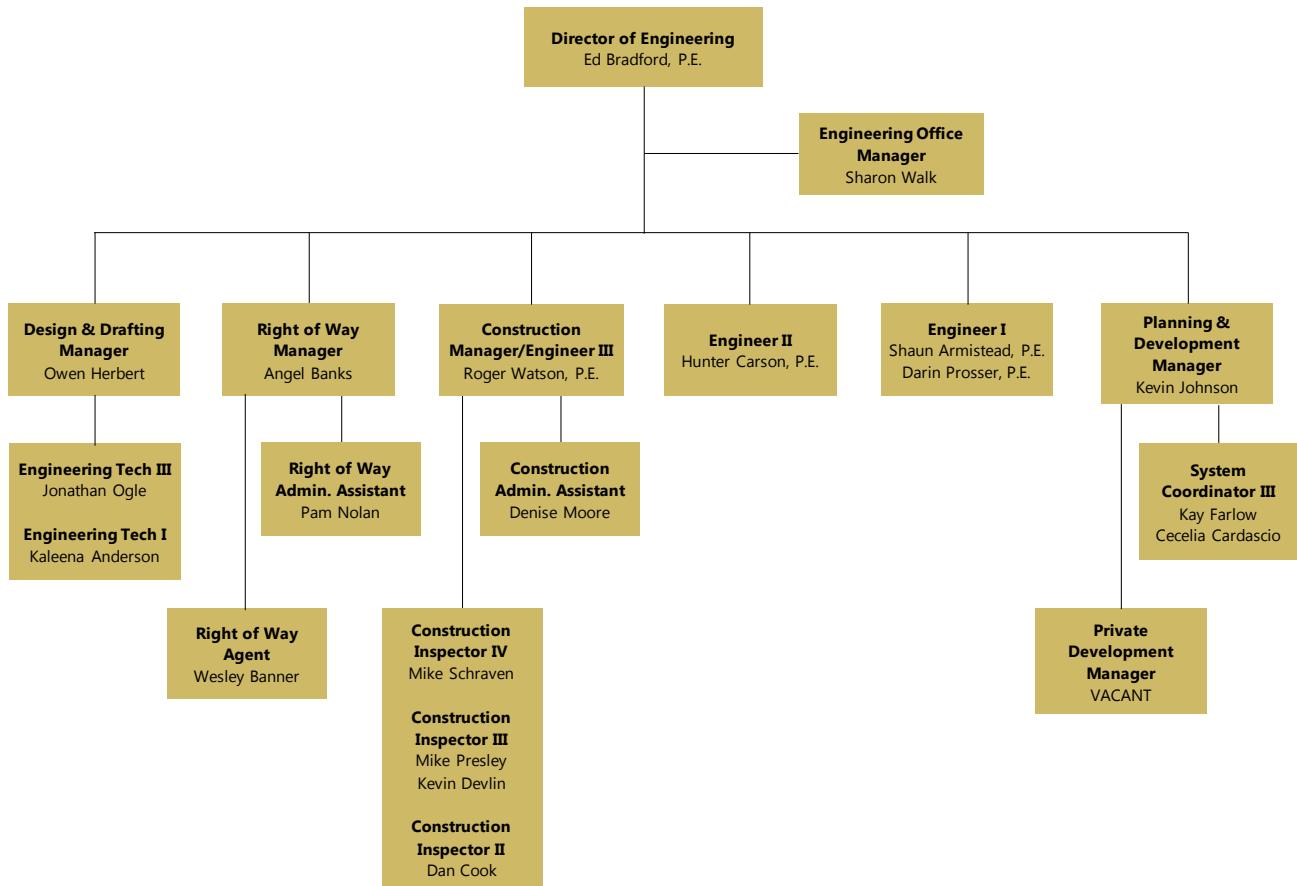 Director of Engineering
Ed Bradford, P.E.
Engineering Office
Manager
Sharon Walk
Design & Drafting
Manager
Owen Herbert
Right of Way
Manager
Angel Banks
Construction
Manager/Engineer III
Roger Watson, P.E.
Engineer II
Hunter Carson, P.E.
Engineer I
Shaun Armistead, P.E.
Darin Prosser, P.E.
Planning &
Development
Manager
Kevin Johnson
Engineering Tech III
Jonathan Ogle
Engineering Tech I
Kaleena Anderson
Right of Way
Admin. Assistant
Pam Nolan
Construction
Admin. Assistant
Denise Moore
System
Coordinator III
Kay Farlow
Cecelia Cardascio
Right of Way
Agent
Wesley Banner
Construction
Inspector IV
Mike Schraven
Construction
Inspector III
Mike Presley
Kevin Devlin
Construction
Inspector II
Dan Cook
Private
Development
Manager
VACANT